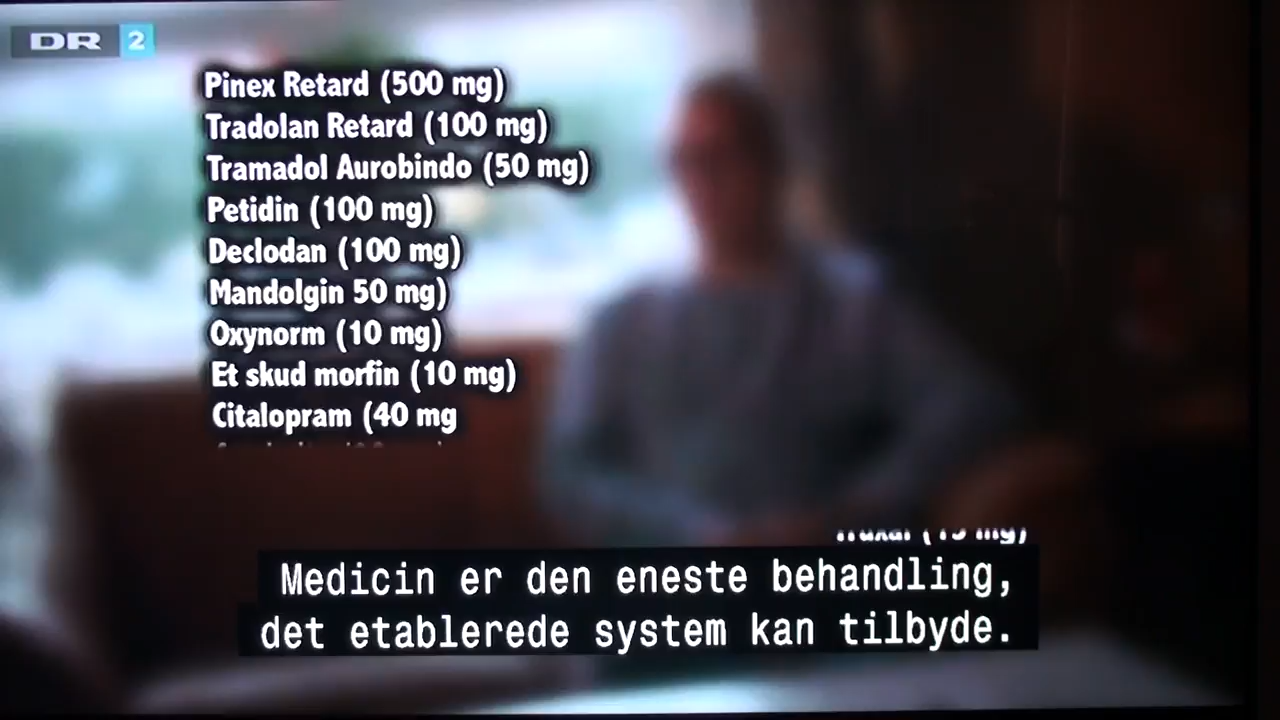 DR 2
Pinex Retard (500 mg)
Tradolan Retard (100 mg)
Tramadol Aurobindo (50 mg)
Petidin (100 mg)
Declodan (100 mg)
Mandolgin 50 mg)
Oxynorm (10 mg)
Et skud morfin (10 mg)
Citalopram (40 mg
Medicin er den eneste behandling,
det etablerede system kan tilbyde.